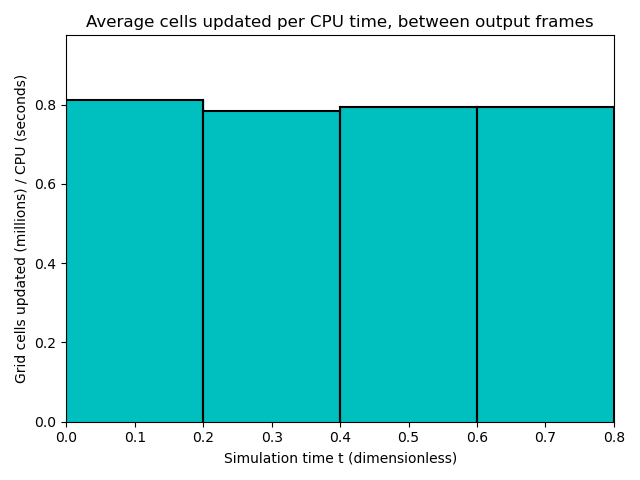 Average cells updated per CPU time, between output frames
Grid cells updated (millions) / CPU (seconds)
0.8
0.6
0.4
0.2
0.0
0.0 0.1 0.2 0.3 0.4 0.5 0.6 0.7 0.8
Simulation time t (dimensionless)